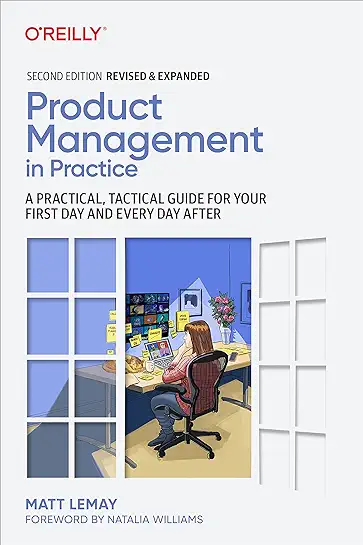 O'REILLY®
SECOND EDITION REVISED & EXPANDED
Product
Management
in Practice
A PRACTICAL, TACTICAL GUIDE FOR YOUR
FIRST DAY AND EVERY DAY AFTER
MATT LEMAY
FOREWORD BY NATALIA WILLIAMS